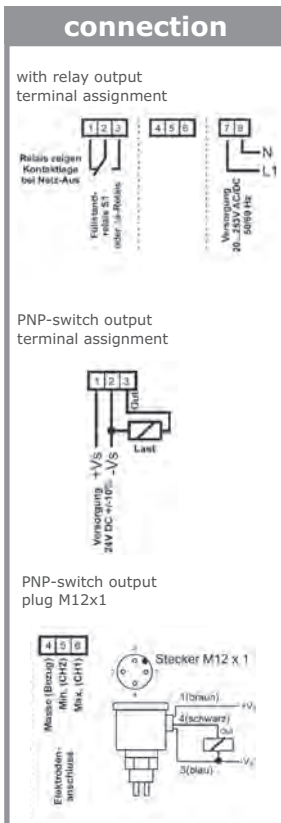 connection
with relay output
terminal assignment
1 2 3
4 5 6
7 8
N
L1
Relais zeigen
Kontaktlage
bei Netz-Aus
Füllstand-
relais S1
oder
-Relais
Versorgung
20...253V AC/DC
50/60 Hz
PNP-switch output
terminal assignment
1 2 3
Out
Last
+Vs
-Vs
Versorgung
24V DC +/-10%
PNP-switch output
plug M12x1
4 5 6
Masse (Bezug)
Min. (CH2)
Max. (CH1)
Elektroden-
anschluss
Stecker M12 x 1
1(braun)
+Vs
4(schwarz)
Out
3(blau)
-Vs